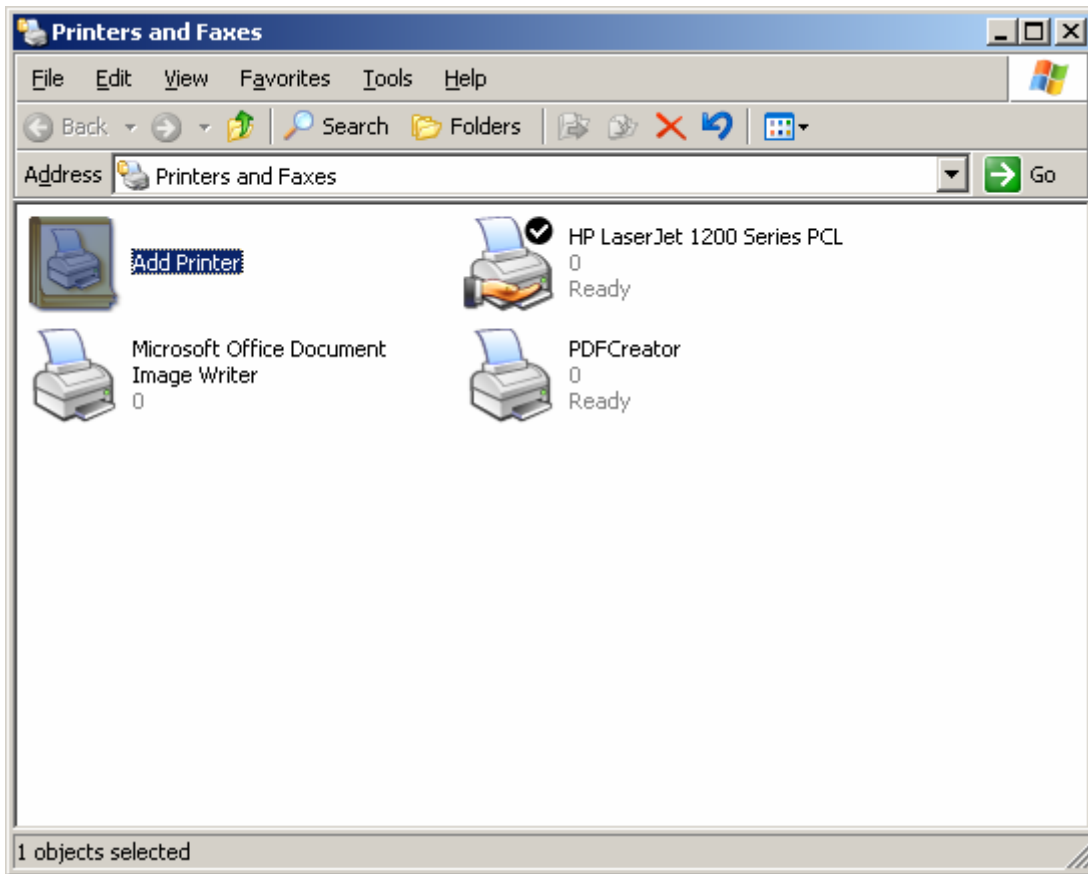 Printers and Faxes
File Edit View Favorites Tools Help
Back Search Folders
Address Printers and Faxes Go
Add Printer
HP LaserJet 1200 Series PCL
0
Ready
Microsoft Office Document
Image Writer
0
PDFCreator
0
Ready
1 objects selected